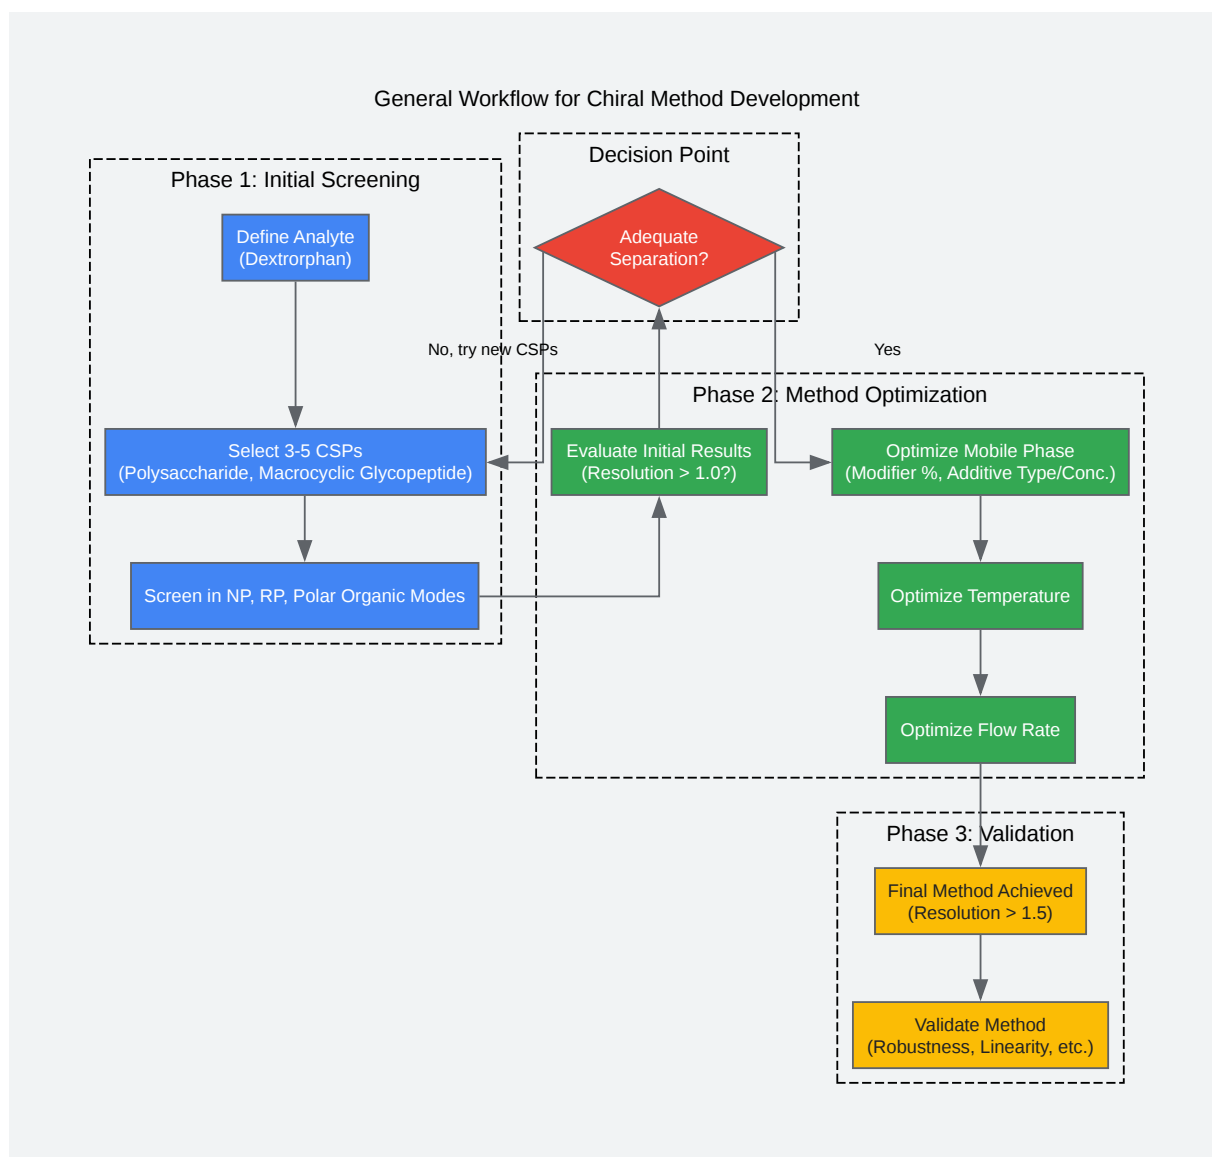 General Workflow for Chiral Method Development
Decision Point
Adequate
Separation?
Phase 1: Initial Screening
Define Analyte
(Dextrorphan)
No, try new CSPs
Yes
Select 3-5 CSPs
(Polysaccharide, Macrocyclic Glycopeptide)
Screen in NP, RP, Polar Organic Modes
Phase 2: Method Optimization
Evaluate Initial Results
(Resolution > 1.0?)
Optimize Mobile Phase
(Modifier %, Additive Type/Conc.)
Optimize Temperature
Optimize Flow Rate
Phase 3: Validation
Final Method Achieved
(Resolution > 1.5)
Validate Method
(Robustness, Linearity, etc.)